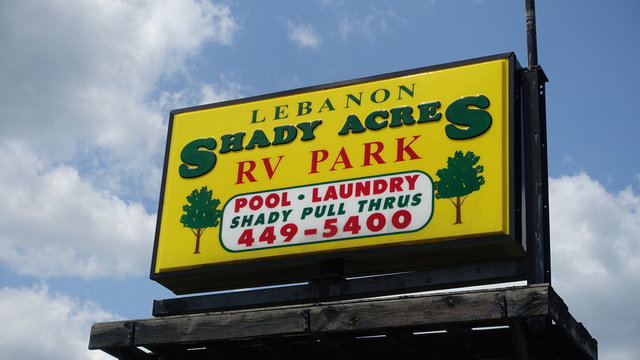 LEBANON
SHADY ACRES
RV PARK
POOL • LAUNDRY
SHADY PULL THRUS
449-5400